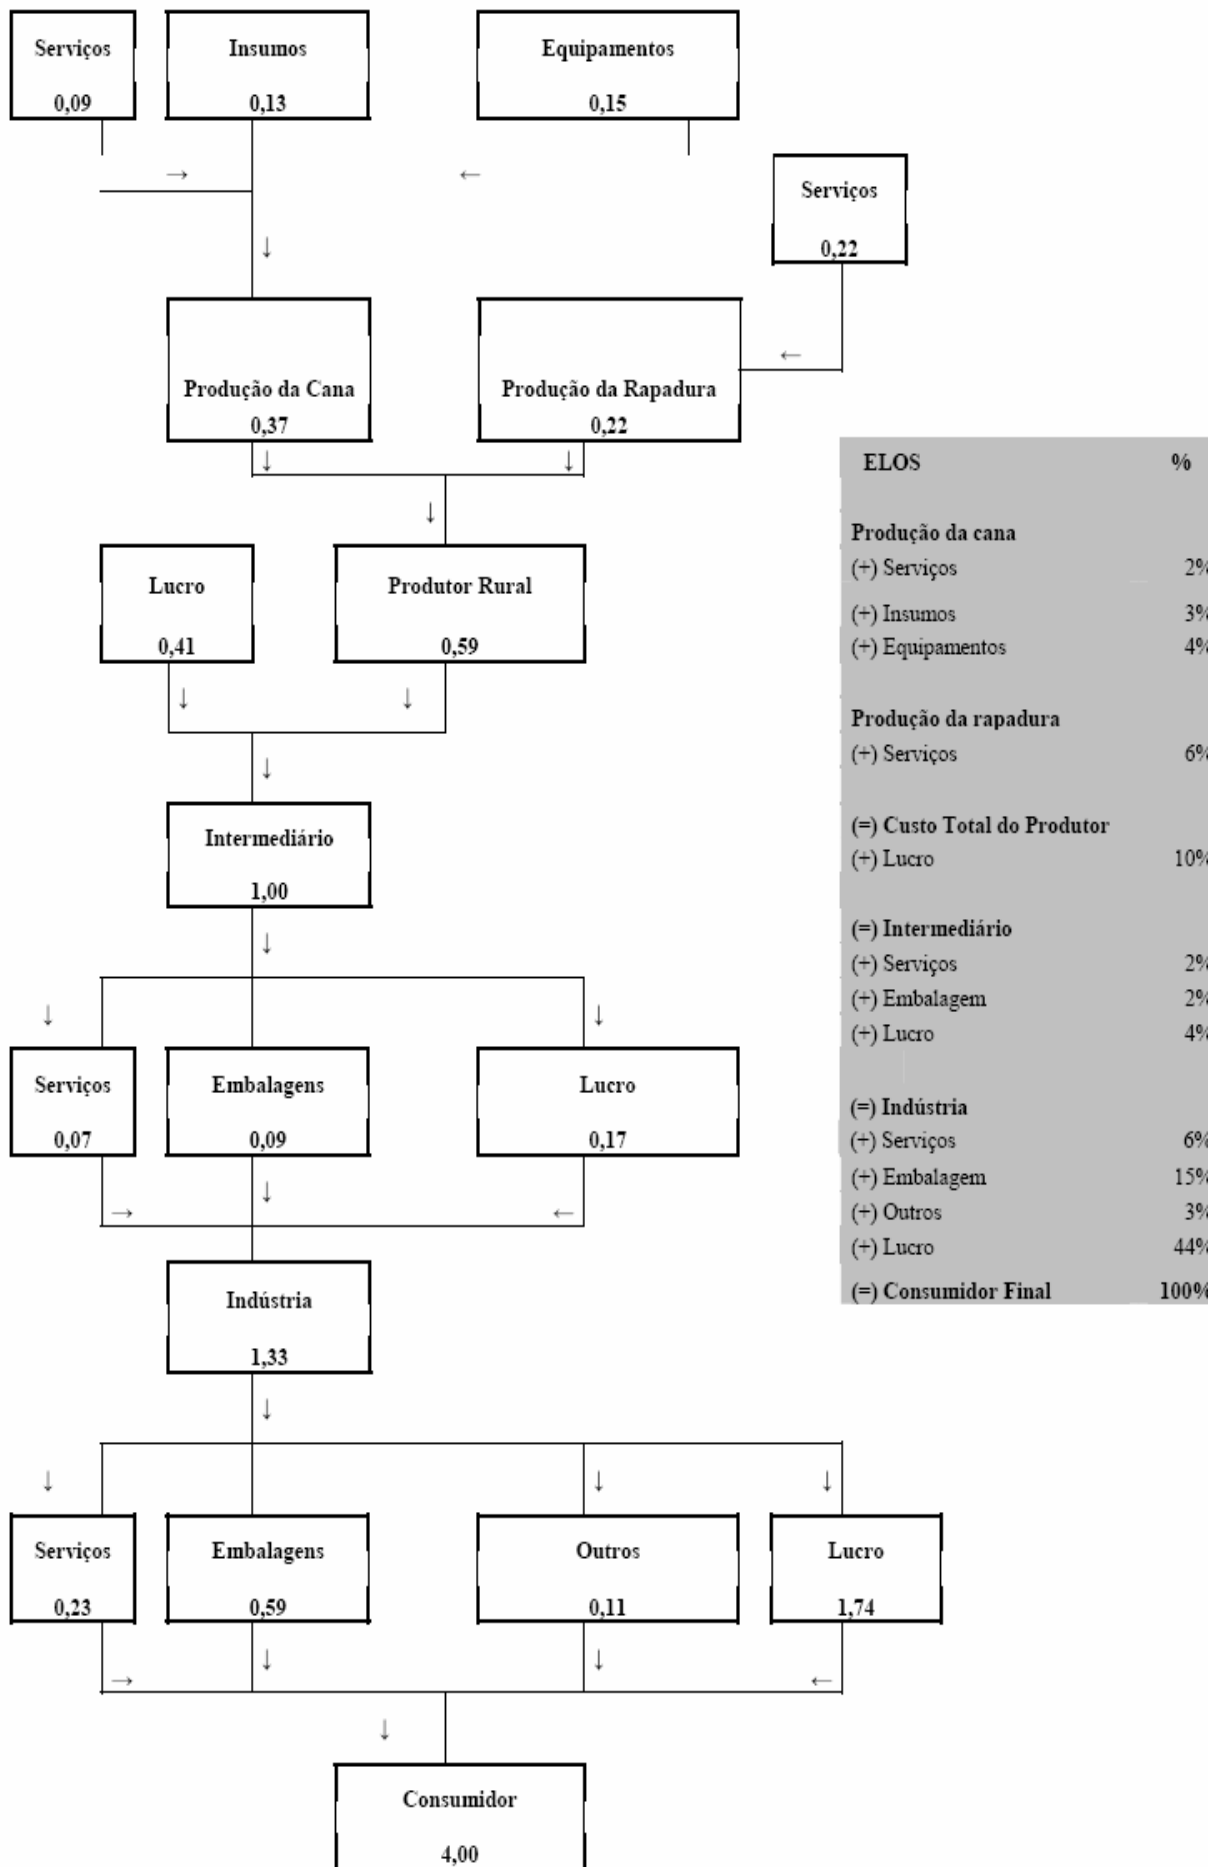 Serviços
0,09
Insumos
0,13
Equipamentos
0,15
→
←
Serviços
0,22
↓
Produção da Cana
0,37
Produção da Rapadura
0,22
←
↓
↓
↓
Lucro
0,41
Produtor Rural
0,59
↓
↓
↓
Intermediário
1,00
↓
↓
↓
Serviços
0,07
Embalagens
0,09
Lucro
0,17
→
↓
←
Indústria
1,33
↓
↓
↓
↓
Serviços
0,23
Embalagens
0,59
Outros
0,11
Lucro
1,74
→
↓
↓
←
↓
Consumidor
4,00
ELOS %
Produção da cana
(+) Serviços 2%
(+) Insumos 3%
(+) Equipamentos 4%
Produção da rapadura
(+) Serviços 6%
(=) Custo Total do Produtor
(+) Lucro 10%
(=) Intermediário
(+) Serviços 2%
(+) Embalagem 2%
(+) Lucro 4%
(=) Indústria
(+) Serviços 6%
(+) Embalagem 15%
(+) Outros 3%
(+) Lucro 44%
(=) Consumidor Final 100%